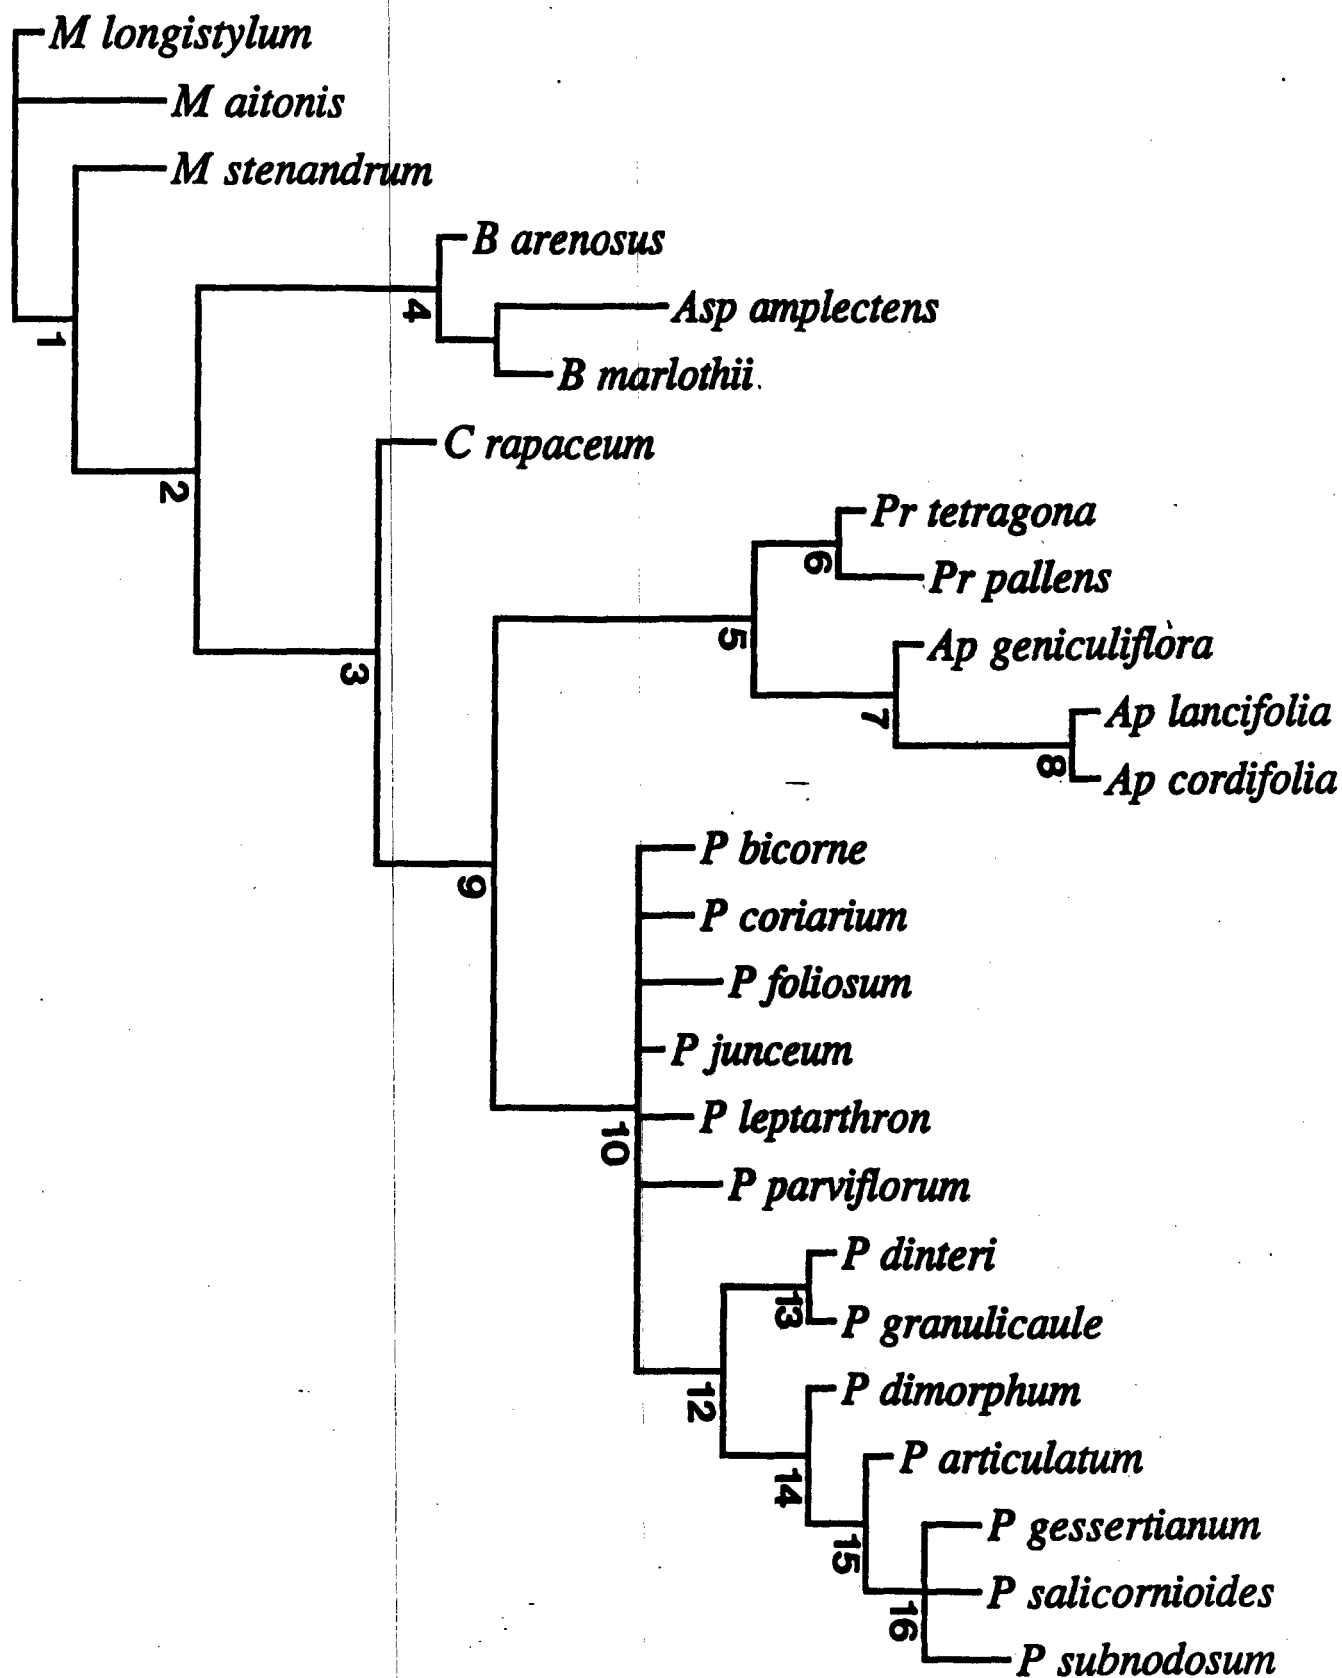 M longistylum
M aitonis
M stenandrum
B arenosus
4
Asp amplectens
1
B marlothii
C rapaceum
2
Pr tetragona
6
Pr pallens
5
Ap geniculiflora
3
7
Ap lancifolia
8
Ap cordifolia
P bicorne
9
P coriarium
P foliosum
P junceum
P leptarthron
10
P parviflorum
P dinteri
13
P granulicaule
P dimorphum
12
P articulatum
14
P gessertianum
15
P salicornioides
16
P subnodosum